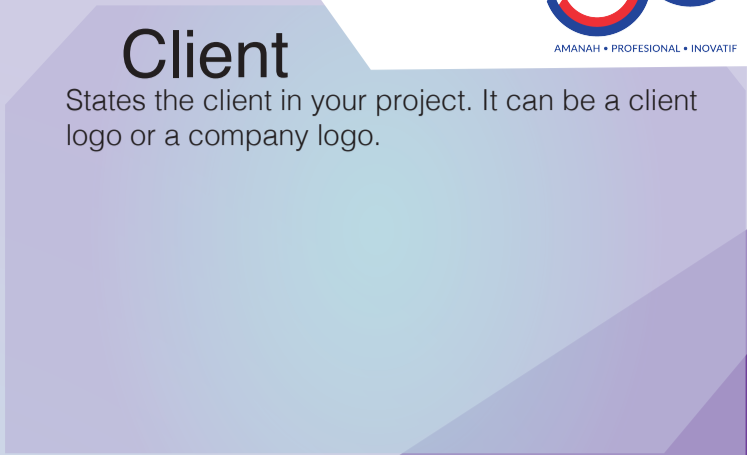 Client
AMANAH • PROFESIONAL • INOVATIF
States the client in your project. It can be a client
logo or a company logo.